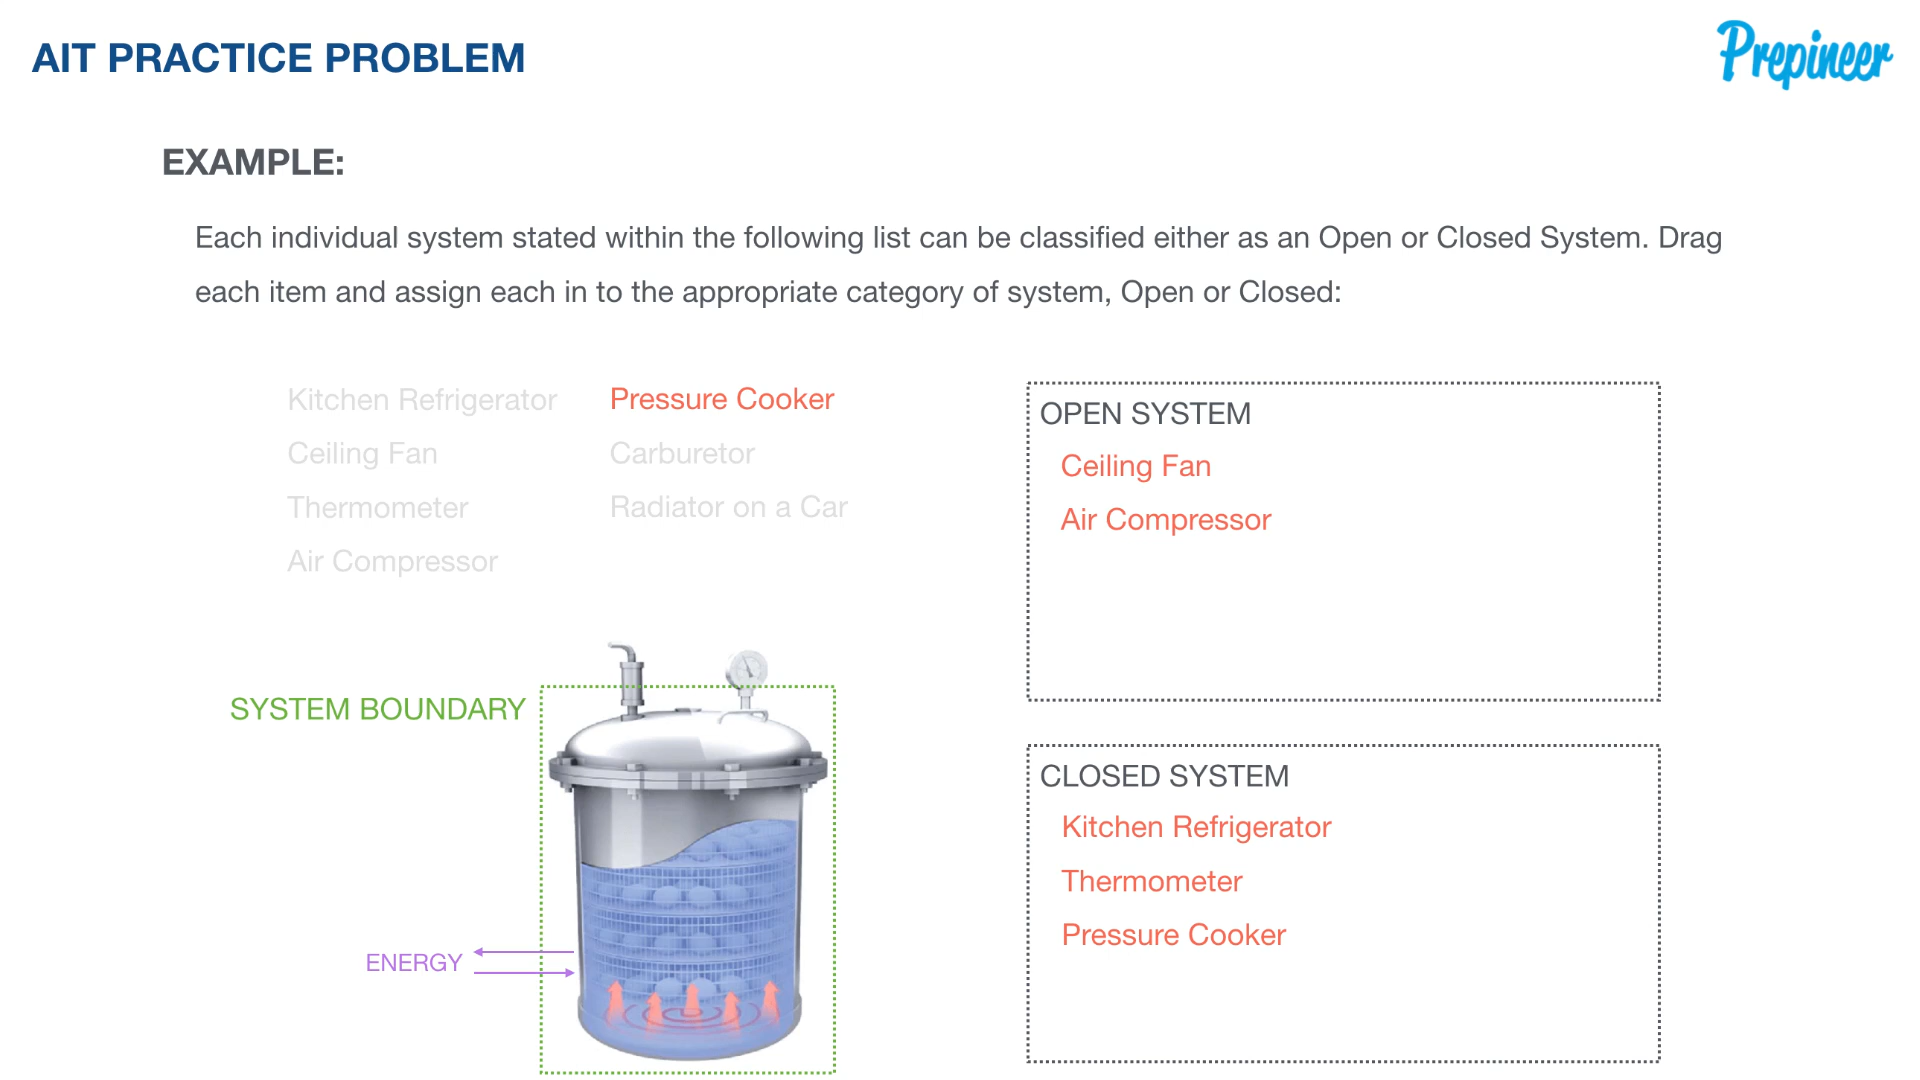 AIT PRACTICE PROBLEM
Prepineer
EXAMPLE:
Each individual system stated within the following list can be classified either as an Open or Closed System. Drag
each item and assign each in to the appropriate category of system, Open or Closed:
Kitchen Refrigerator
Ceiling Fan
Thermometer
Air Compressor
Pressure Cooker
Carburetor
Radiator on a Car
OPEN SYSTEM
Ceiling Fan
Air Compressor
SYSTEM BOUNDARY
ENERGY
CLOSED SYSTEM
Kitchen Refrigerator
Thermometer
Pressure Cooker